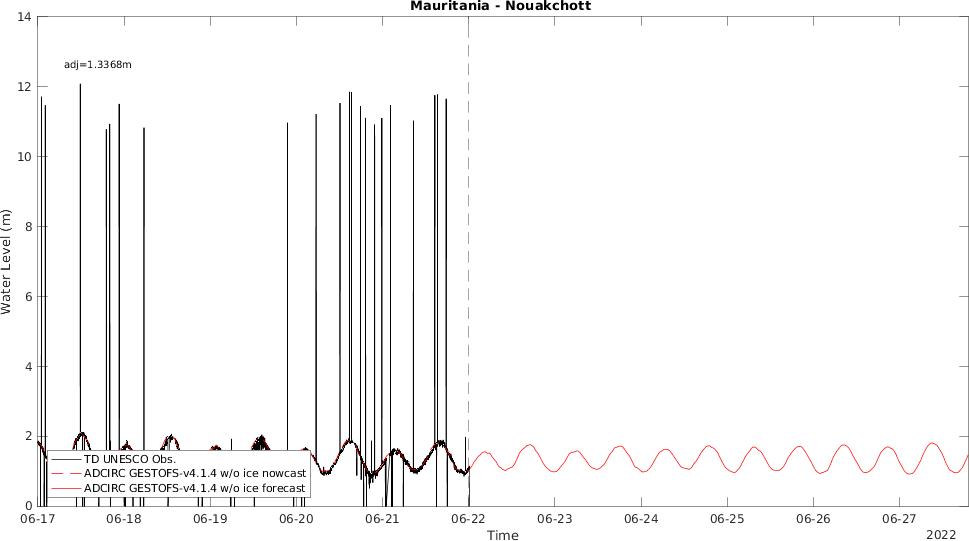 Mauritania - Nouakchott
14
adj=1.3368m
12
10
8
6
4
2
0
Water Level (m)
TD UNESCO Obs.
ADCIRC GESTOFS-v4.1.4 w/o ice nowcast
ADCIRC GESTOFS-v4.1.4 w/o ice forecast
06-17 06-18 06-19 06-20 06-21 06-22 06-23 06-24 06-25 06-26 06-27
Time
2022